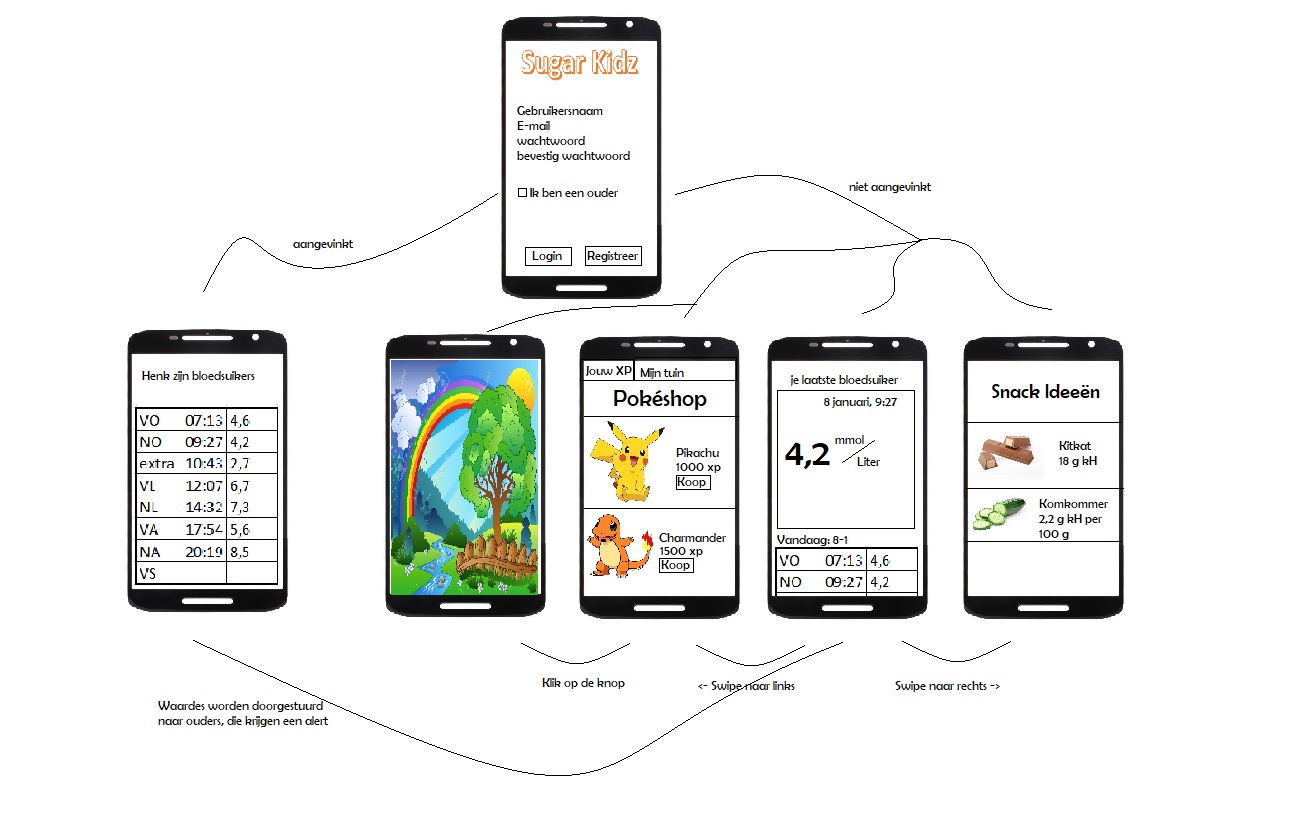 Sugar Kidz
Gebruikersnaam
E-mail
wachtwoord
bevestig wachtwoord
Ik ben een ouder
Login Registreer
aangevinkt
niet aangevinkt
Henk zijn bloedsuikers
VO 07:13 4,6
NO 09:27 4,2
extra 10:43 2,7
VL 12:07 6,7
NL 14:32 7,3
VA 17:54 5,6
NA 20:19 8,5
VS
Jouw XP Mijn tuin
Pokéshop
Pikachu
1000 xp
Koop
Charmander
1500 xp
Koop
je laatste bloedsuiker
8 januari, 9:27
4,2 mmol/
Liter
Vandaag: 8-1
VO 07:13 4,6
NO 09:27 4,2
Snack Ideeën
Kitkat
18 g kH
Komkommer
2,2 g kH per
100 g
Klik op de knop
<- Swipe naar links
Swipe naar rechts ->
Waardes worden doorgestuurd
naar ouders, die krijgen een alert